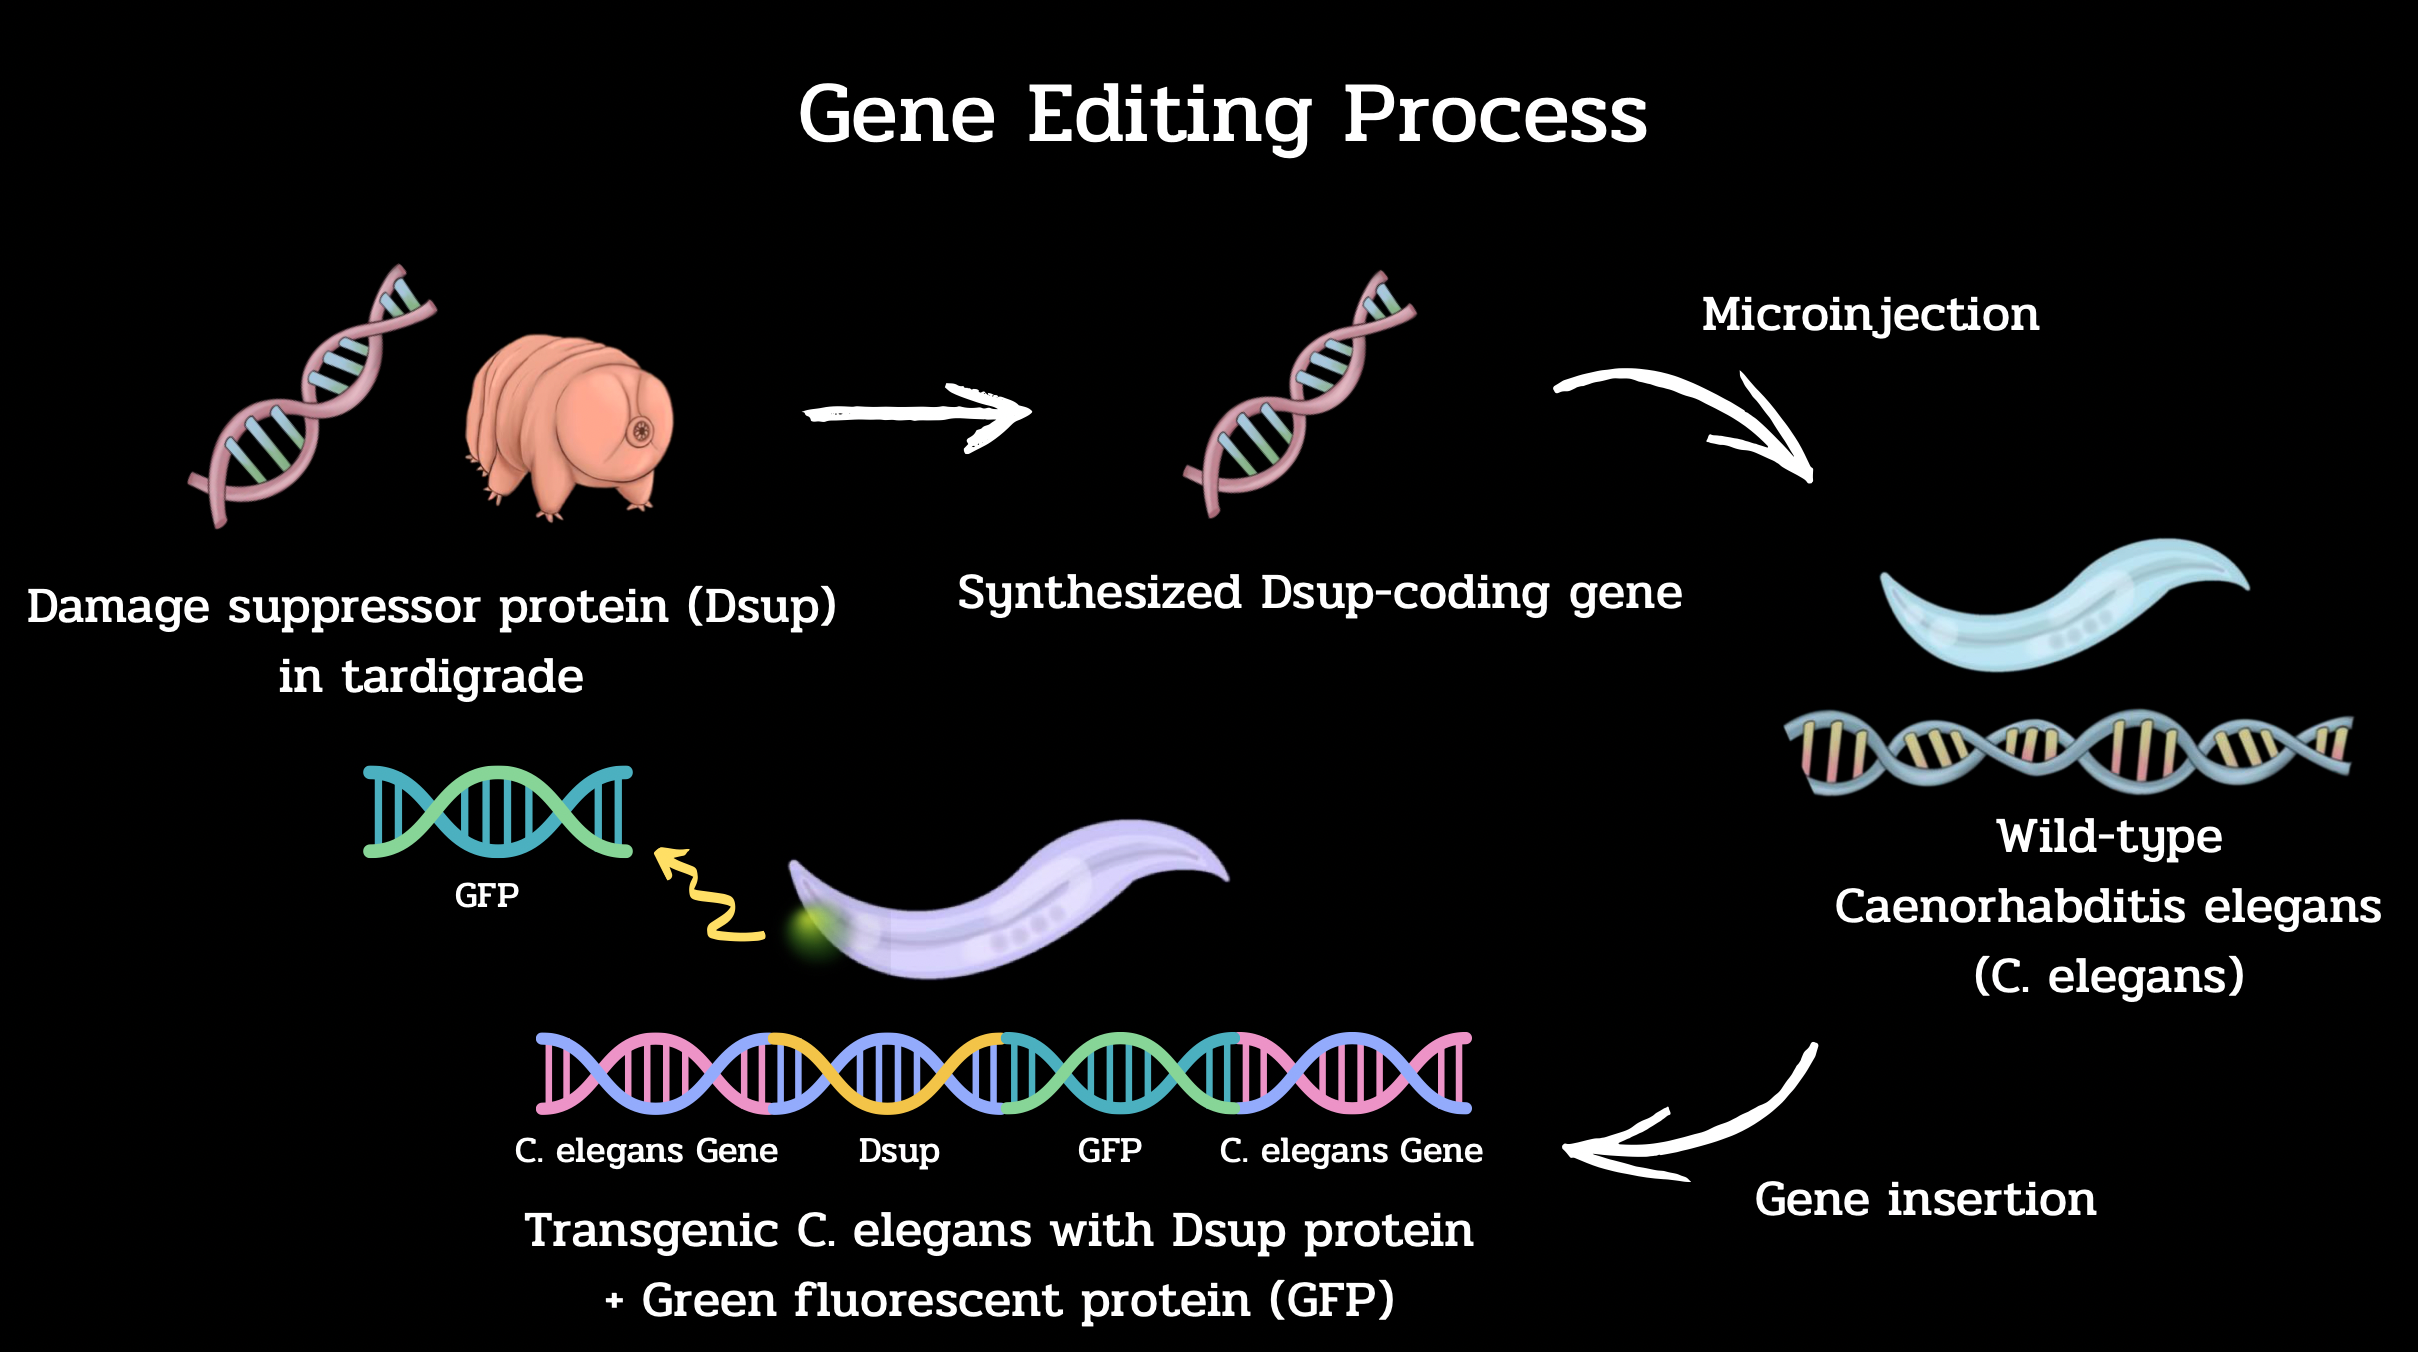 Gene Editing Process
Microinjection
Damage suppressor protein (Dsup)
in tardigrade
Synthesized Dsup-coding gene
Wild-type
Caenorhabditis elegans
(C. elegans)
GFP
C. elegans Gene
Dsup
GFP
C. elegans Gene
Gene insertion
Transgenic C. elegans with Dsup protein
+ Green fluorescent protein (GFP)